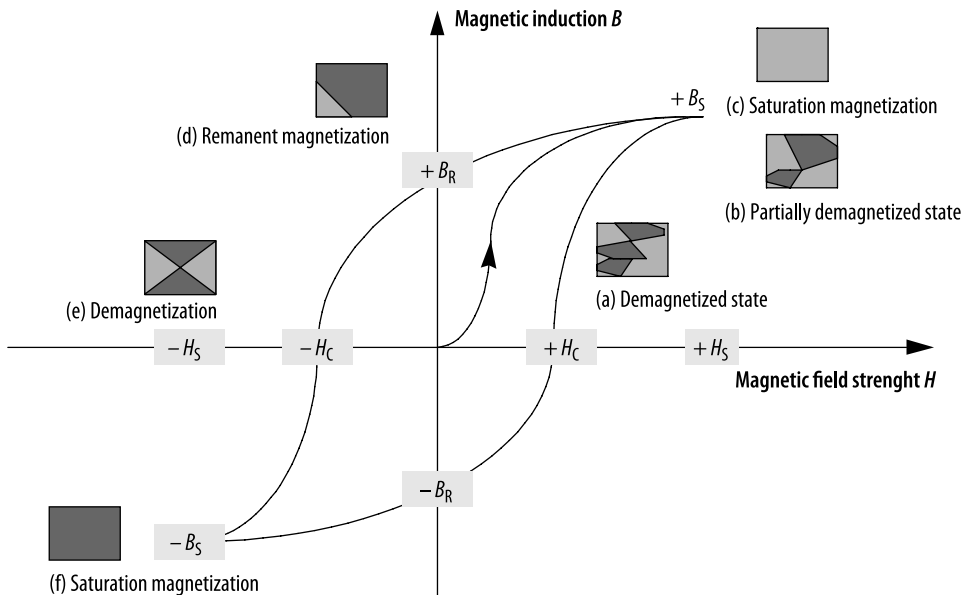 Magnetic induction B
+ B_S
(c) Saturation magnetization
(d) Remanent magnetization
+ B_R
(b) Partially demagnetized state
(e) Demagnetization
(a) Demagnetized state
– H_S
– H_C
+ H_C
+ H_S
Magnetic field strenght H
– B_R
– B_S
(f) Saturation magnetization